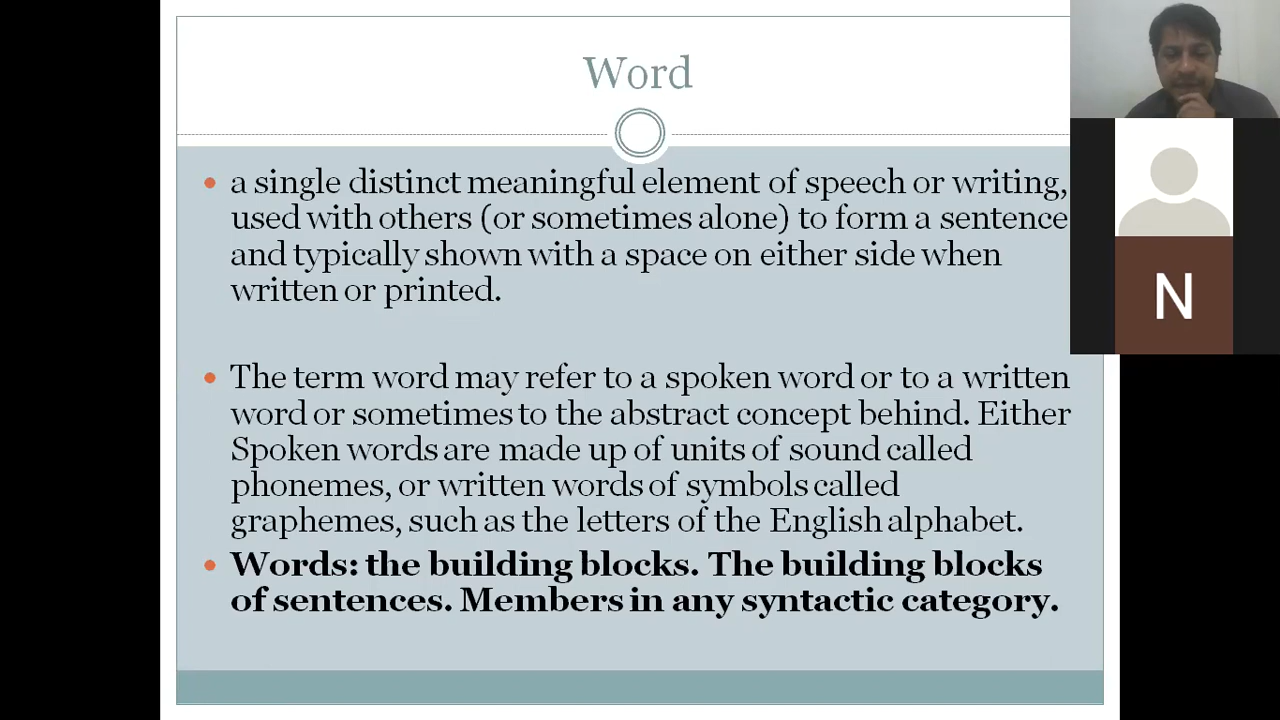 Word
a single distinct meaningful element of speech or writing,
used with others (or sometimes alone) to form a sentence
and typically shown with a space on either side when
written or printed.
The term word may refer to a spoken word or to a written
word or sometimes to the abstract concept behind. Either
Spoken words are made up of units of sound called
phonemes, or written words of symbols called
graphemes, such as the letters of the English alphabet.
Words: the building blocks. The building blocks
of sentences. Members in any syntactic category.
N